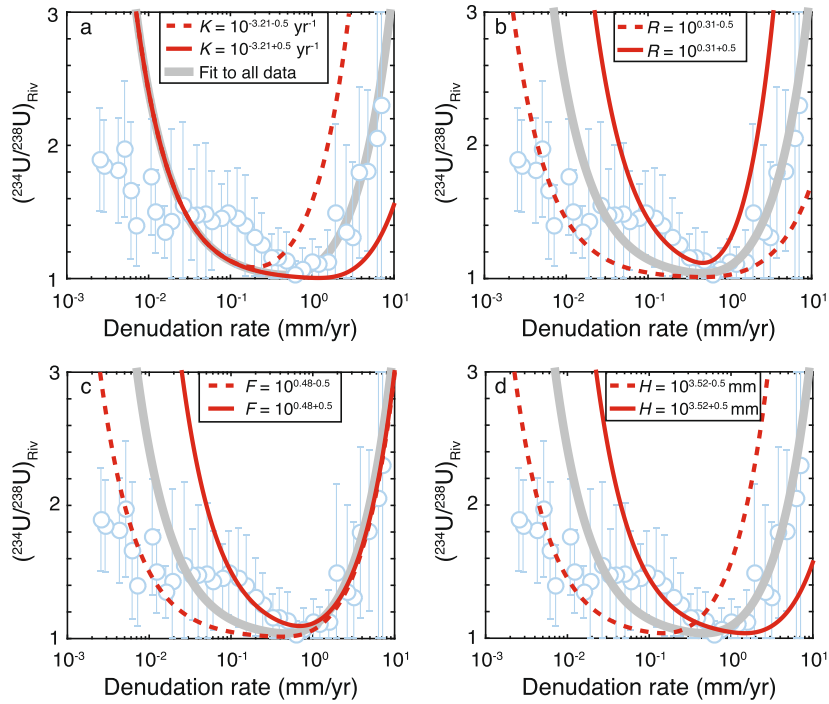 a
K = 10^-3.21-0.5 yr^-1
K = 10^-3.21+0.5 yr^-1
Fit to all data
3
2
1
(^234U/^238U)_Riv
10^-3 10^-2 10^-1 10^0 10^1
Denudation rate (mm/yr)
b
R = 10^0.31-0.5
R = 10^0.31+0.5
3
2
1
(^234U/^238U)_Riv
10^-3 10^-2 10^-1 10^0 10^1
Denudation rate (mm/yr)
c
F = 10^0.48-0.5
F = 10^0.48+0.5
3
2
1
(^234U/^238U)_Riv
10^-3 10^-2 10^-1 10^0 10^1
Denudation rate (mm/yr)
d
H = 10^3.52-0.5 mm
H = 10^3.52+0.5 mm
3
2
1
(^234U/^238U)_Riv
10^-3 10^-2 10^-1 10^0 10^1
Denudation rate (mm/yr)